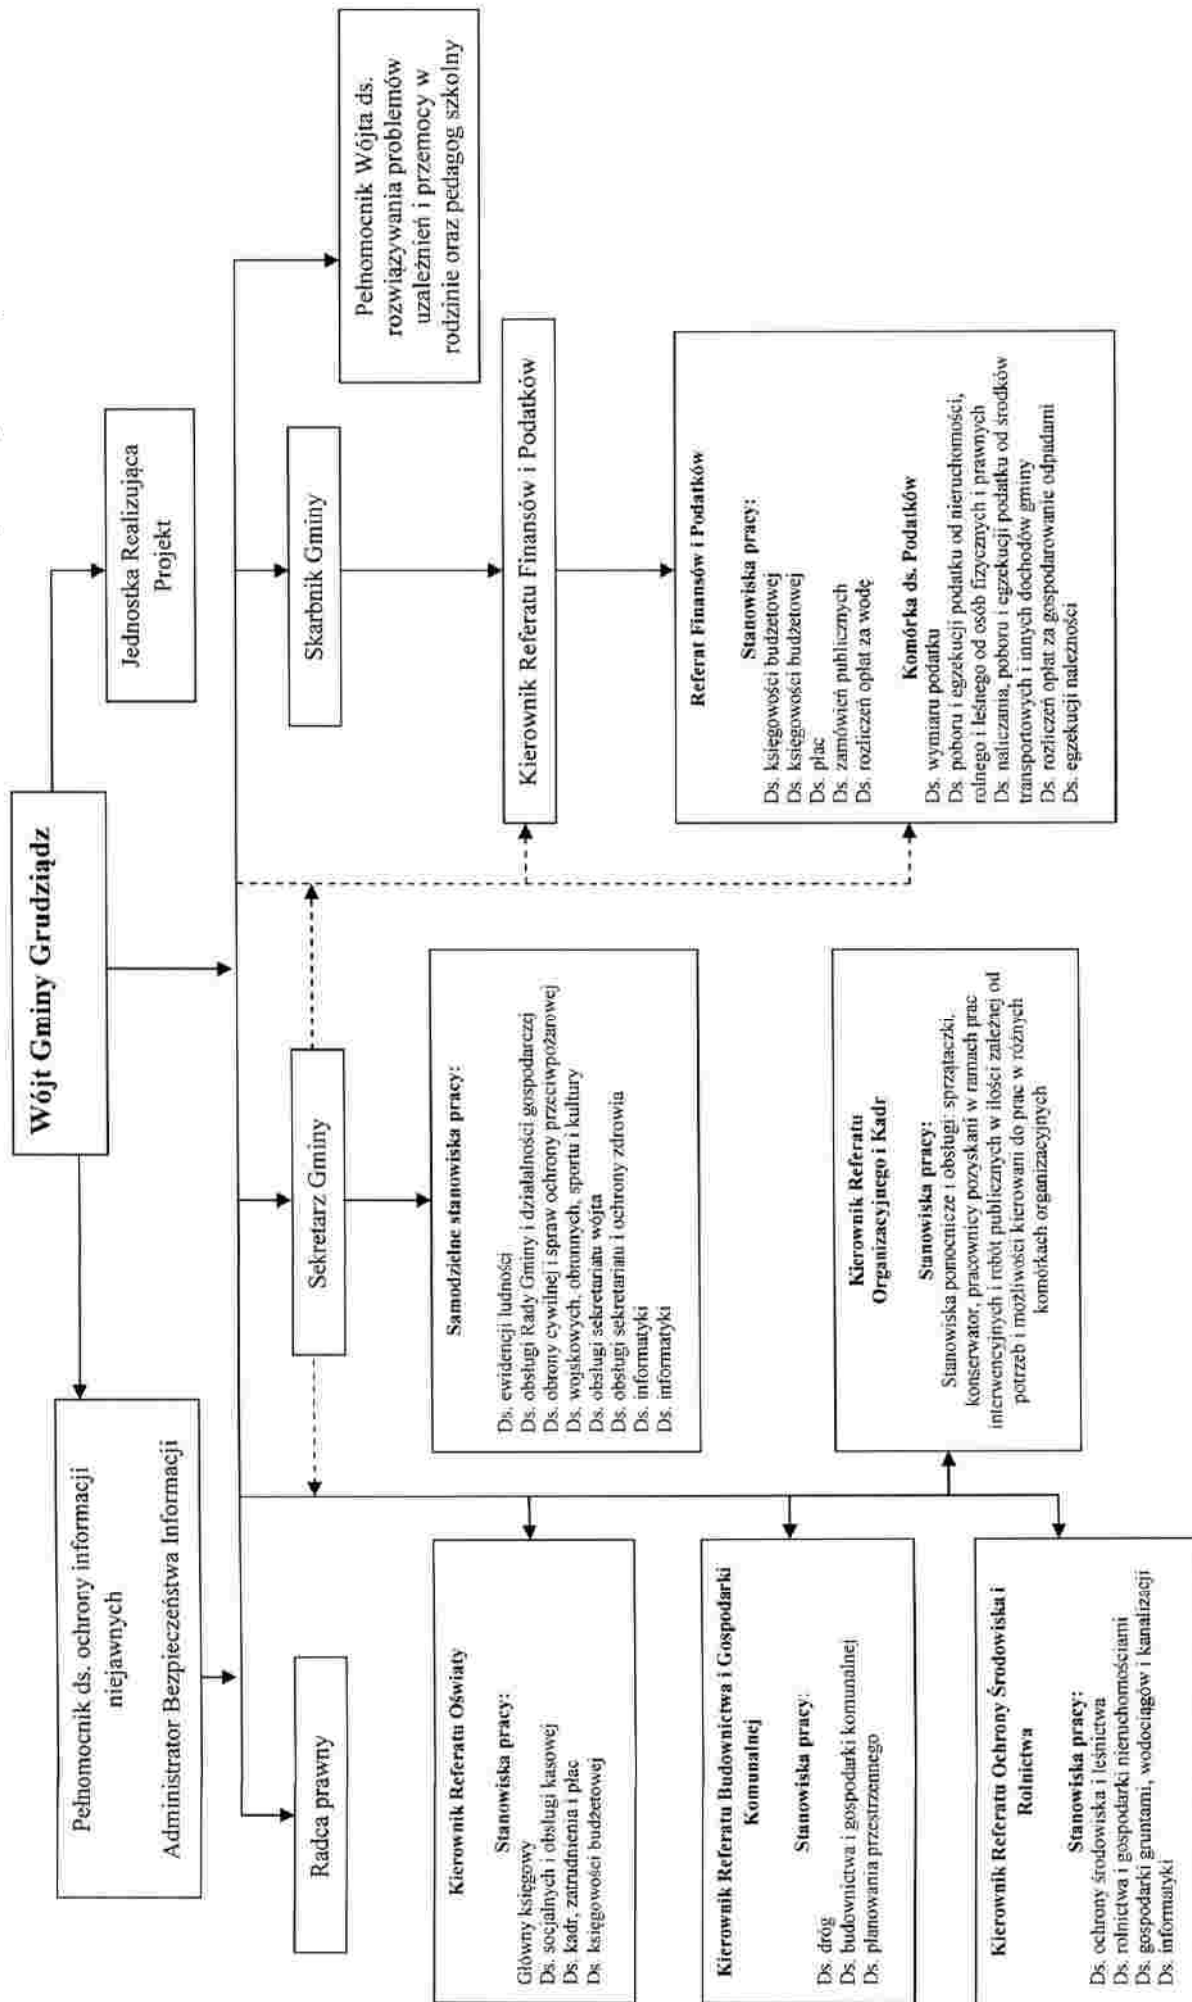 Wójt Gminy Grudziądz
Pełnomocnik ds. ochrony informacji
niejawnych
Administrator Bezpieczeństwa Informacji
Jednostka Realizująca
Projekt
Radca prawny
Sekretarz Gminy
Skarbnik Gminy
Pełnomocnik Wójta ds.
rozwiązywania problemów
uzależnień i przemocy w
rodzinie oraz pedagog szkolny
Kierownik Referatu Oświaty
Stanowiska pracy:
Główny księgowy
Ds. socjalnych i obsługi kasowej
Ds. kadr, zatrudnienia i płac
Ds. księgowości budżetowej
Samodzielne stanowiska pracy:
Ds. ewidencji ludności
Ds. obsługi Rady Gminy i działalności gospodarczej
Ds. obrony cywilnej i spraw ochrony przeciwpożarowej
Ds. wojskowych, obronnych, sportu i kultury
Ds. obsługi sekretariatu wójta
Ds. obsługi sekretariatu i ochrony zdrowia
Ds. informatyki
Ds. informatyki
Kierownik Referatu Finansów i Podatków
Referat Finansów i Podatków
Stanowiska pracy:
Ds. księgowości budżetowej
Ds. księgowości budżetowej
Ds. płac
Ds. zamówień publicznych
Ds. rozliczeń opłat za wodę
Komórka ds. Podatków
Ds. wymiaru podatku
Ds. poboru i egzekucji podatku od nieruchomości,
rolnego i leśnego od osób fizycznych i prawnych
Ds. naliczania, poboru i egzekucji podatku od środków
transportowych i innych dochodów gminy
Ds. rozliczeń opłat za gospodarowanie odpadami
Ds. egzekucji należności
Kierownik Referatu Budownictwa i Gospodarki
Komunalnej
Stanowiska pracy:
Ds. dróg
Ds. budownictwa i gospodarki komunalnej
Ds. planowania przestrzennego
Kierownik Referatu
Organizacyjnego i Kadr
Stanowiska pracy:
Stanowiska pomocnicze i obsługi: sprzątaczki,
konserwator, pracownicy pozyskani w ramach prac
interwencyjnych i robót publicznych w ilości zależnej od
potrzeb i możliwości kierowani do prac w różnych
komórkach organizacyjnych
Kierownik Referatu Ochrony Środowiska i
Rolnictwa
Stanowiska pracy:
Ds. ochrony środowiska i leśnictwa
Ds. rolnictwa i gospodarki nieruchomościami
Ds. gospodarki gruntami, wodociągów i kanalizacji
Ds. informatyki